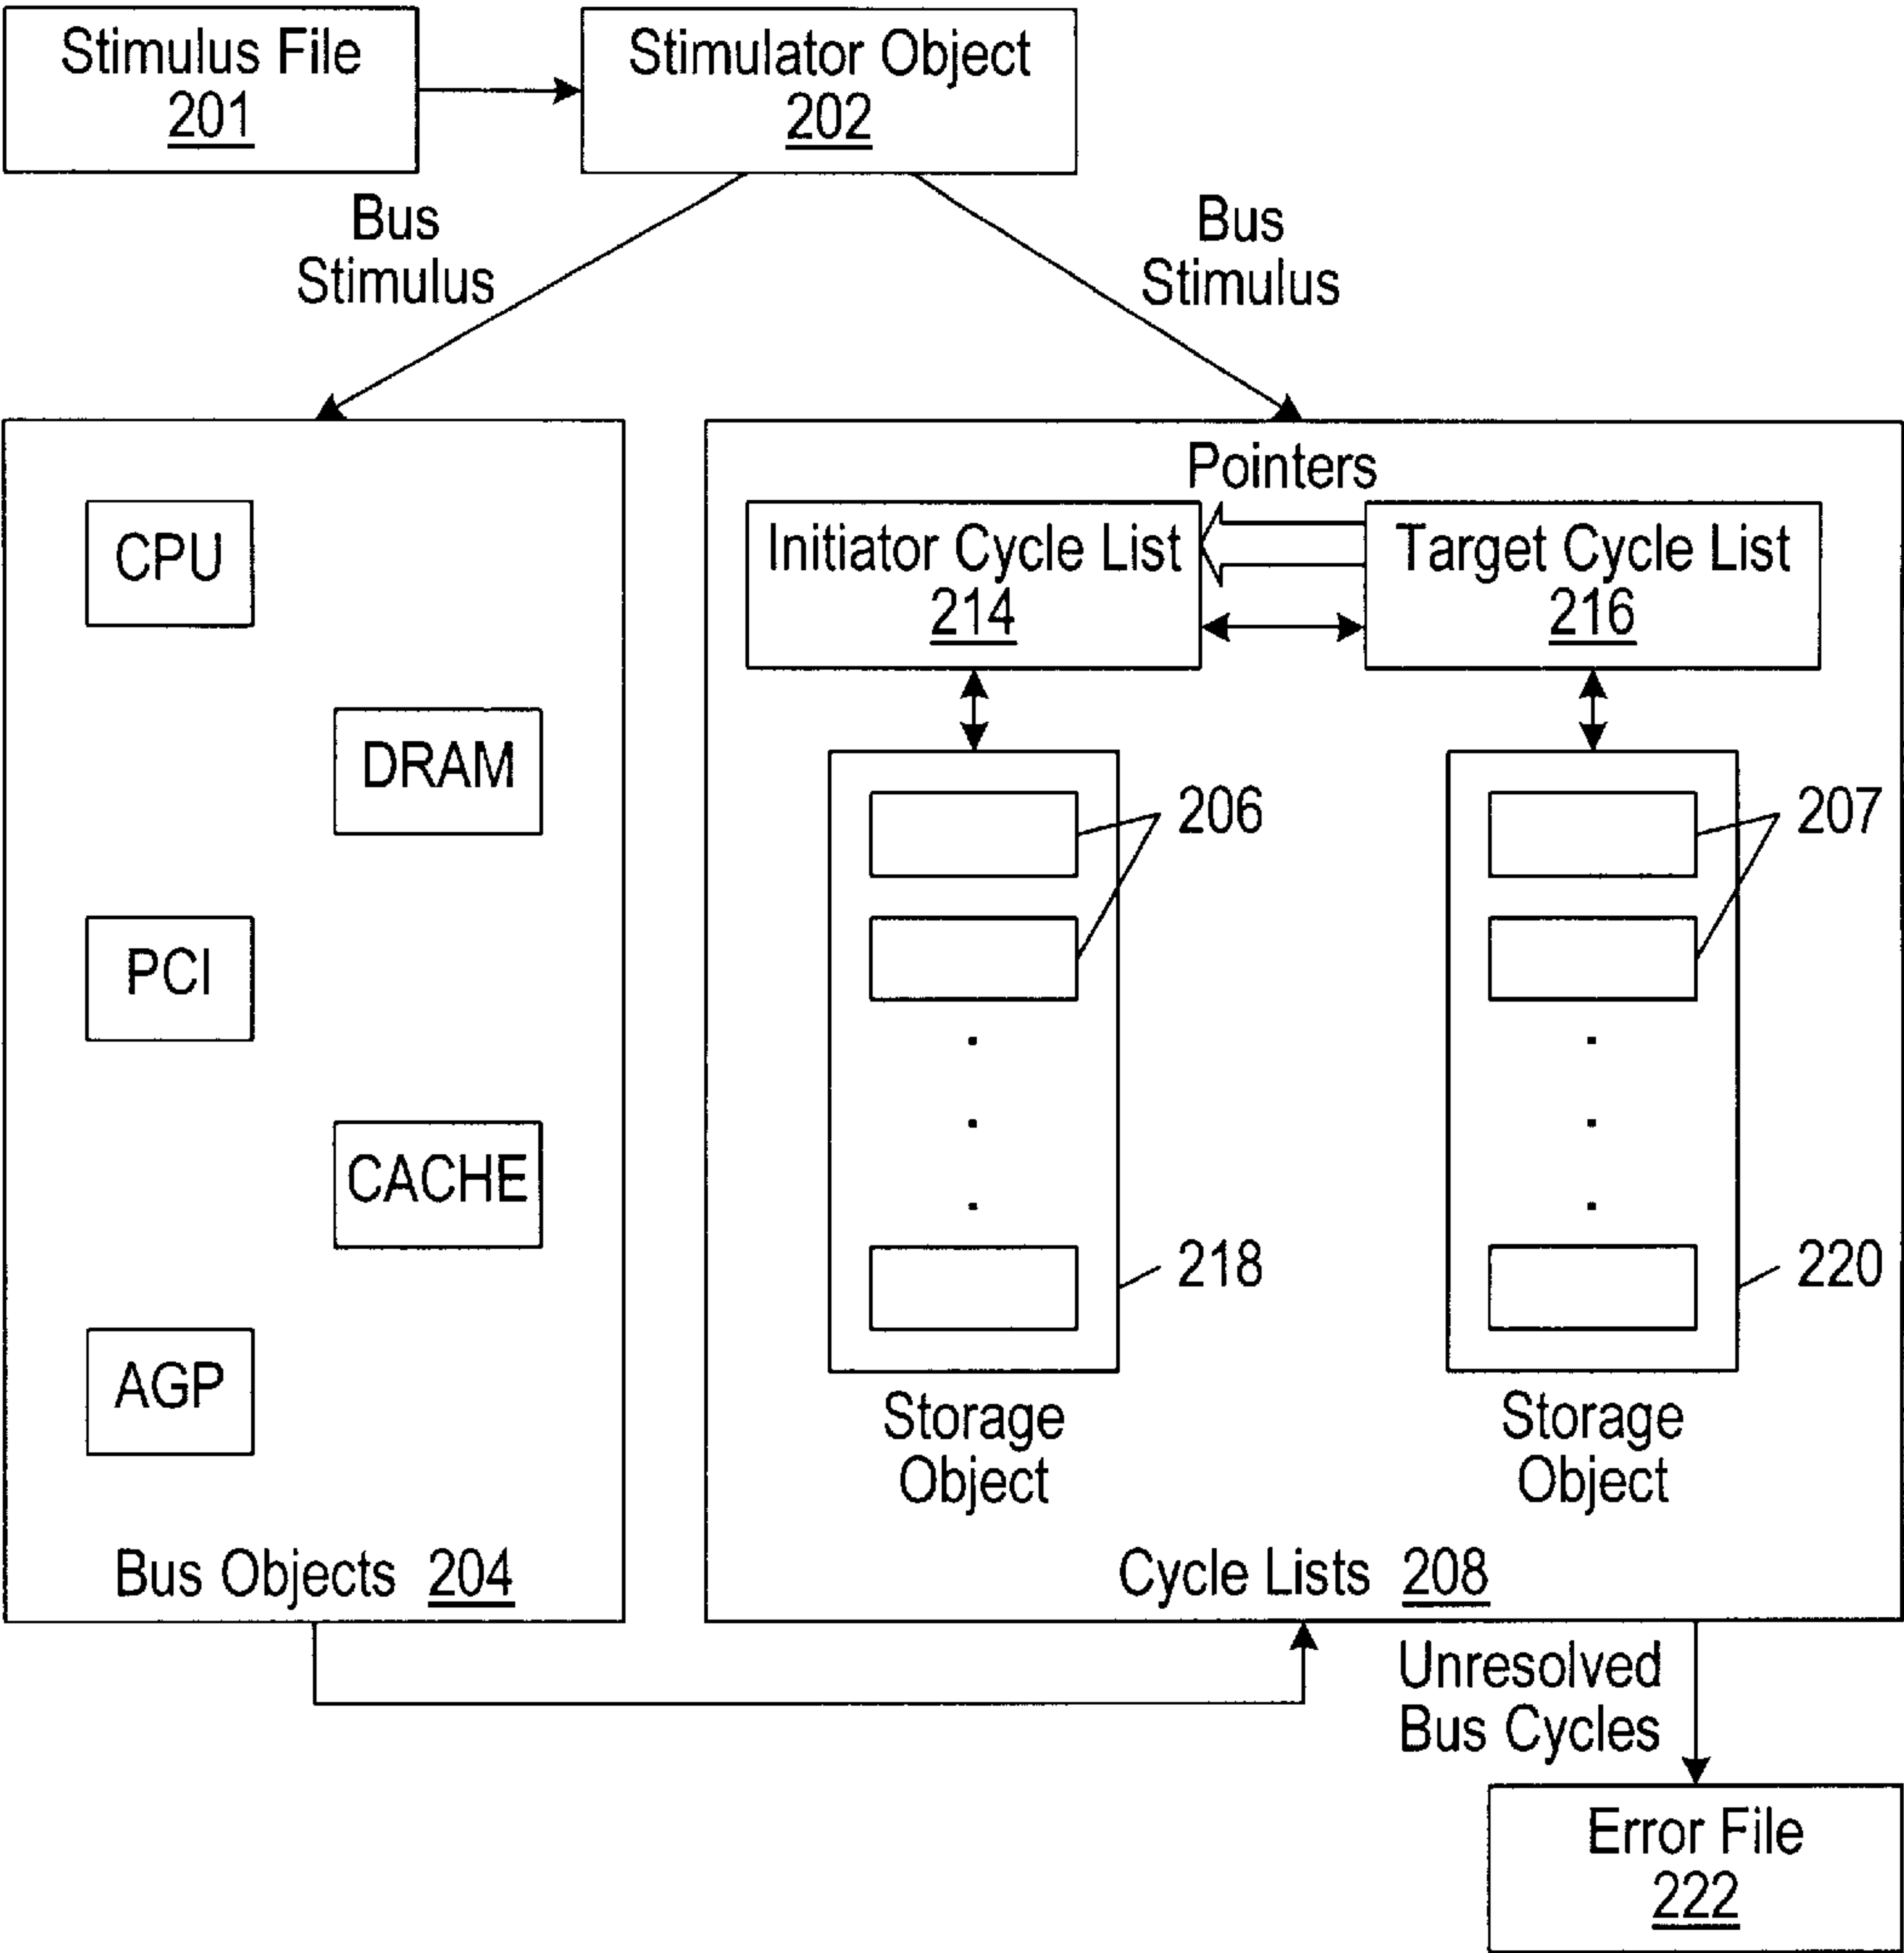 Stimulus File
201
Stimulator Object
202
Bus
Stimulus
Bus
Stimulus
CPU
DRAM
PCI
CACHE
AGP
Bus Objects 204
Pointers
Initiator Cycle List
214
Target Cycle List
216
206
207
218
220
Storage
Object
Storage
Object
Cycle Lists 208
Unresolved
Bus Cycles
Error File
222